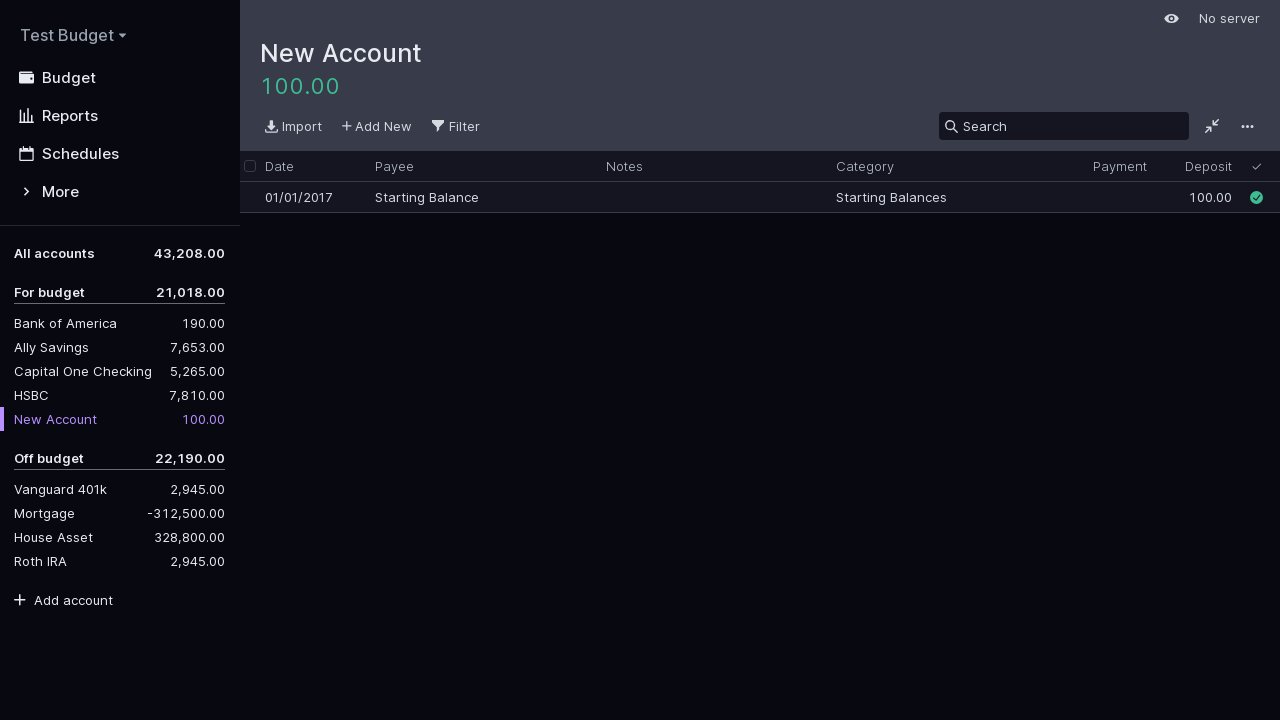 Test Budget
Budget
Reports
Schedules
More
All accounts 43,208.00
For budget 21,018.00
Bank of America 190.00
Ally Savings 7,653.00
Capital One Checking 5,265.00
HSBC 7,810.00
New Account 100.00
Off budget 22,190.00
Vanguard 401k 2,945.00
Mortgage -312,500.00
House Asset 328,800.00
Roth IRA 2,945.00
Add account
No server
New Account
100.00
Import Add New Filter Search
Date Payee Notes Category Payment Deposit
01/01/2017 Starting Balance Starting Balances 100.00